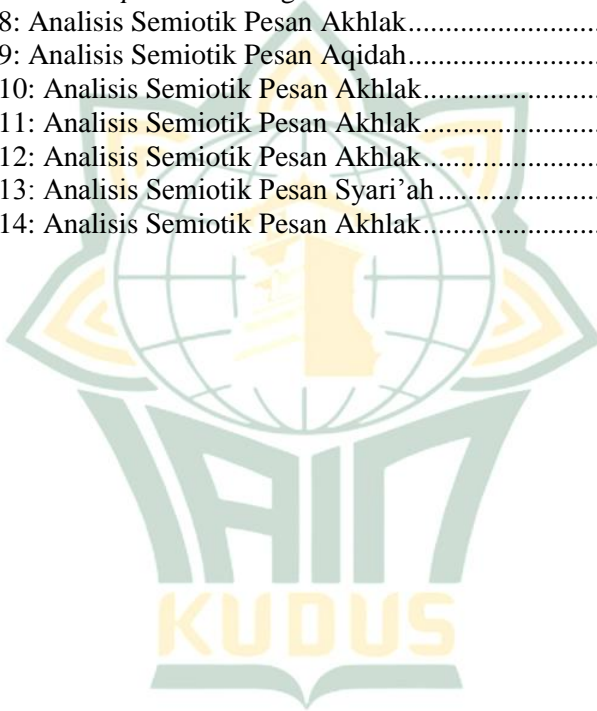 8: Analisis Semiotik Pesan Akhlak..............................
9: Analisis Semiotik Pesan Aqidah..............................
10: Analisis Semiotik Pesan Akhlak............................
11: Analisis Semiotik Pesan Akhlak............................
12: Analisis Semiotik Pesan Akhlak............................
13: Analisis Semiotik Pesan Syari'ah..........................
14: Analisis Semiotik Pesan Akhlak............................
IAIN
KUDUS